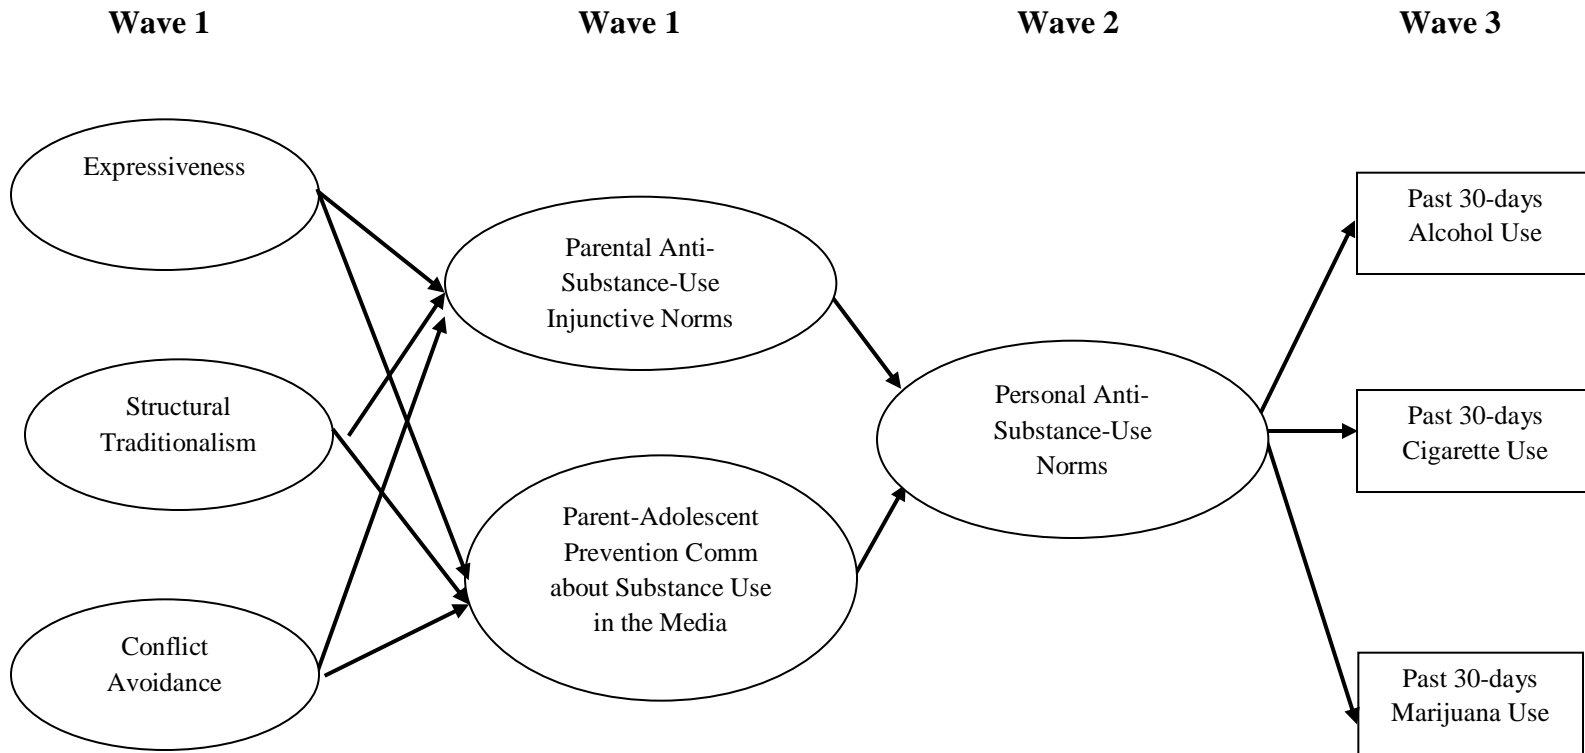 Wave 1
Wave 1
Wave 2
Wave 3
Expressiveness
Structural
Traditionalism
Conflict
Avoidance
Parental Anti-
Substance-Use
Injunctive Norms
Parent-Adolescent
Prevention Comm
about Substance Use
in the Media
Personal Anti-
Substance-Use
Norms
Past 30-days
Alcohol Use
Past 30-days
Cigarette Use
Past 30-days
Marijuana Use